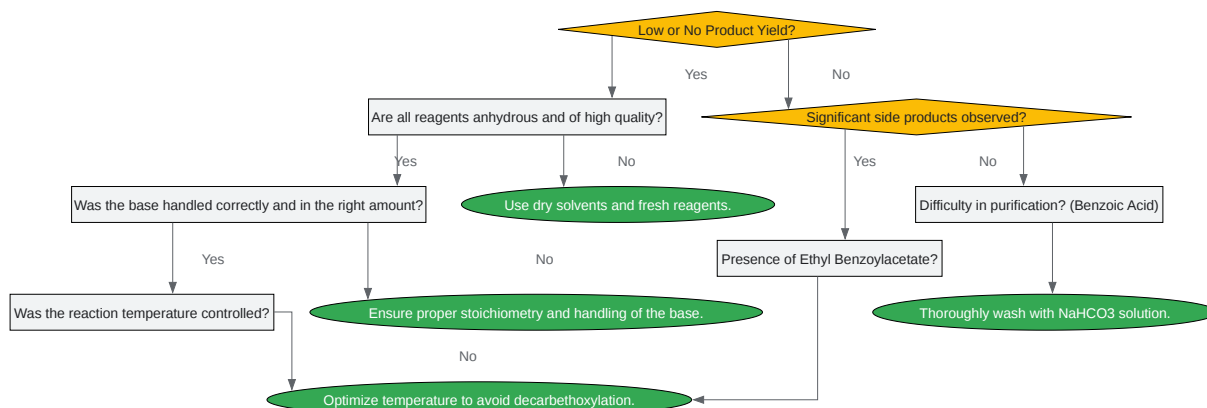 Low or No Product Yield?
Yes
No
Are all reagents anhydrous and of high quality?
Significant side products observed?
Yes
No
Yes
No
Was the base handled correctly and in the right amount?
Use dry solvents and fresh reagents.
Difficulty in purification? (Benzoic Acid)
Yes
No
Presence of Ethyl Benzoylacetate?
Was the reaction temperature controlled?
Ensure proper stoichiometry and handling of the base.
Thoroughly wash with NaHCO3 solution.
No
Optimize temperature to avoid decarbethoxylation.